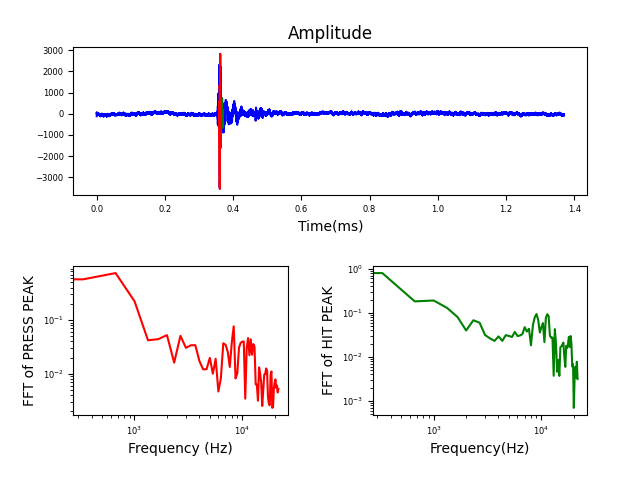 Amplitude
3000
2000
1000
0
−1000
−2000
−3000
0.0 0.2 0.4 0.6 0.8 1.0 1.2 1.4
Time(ms)
FFT of PRESS PEAK
10⁻¹
10⁻²
10³ 10⁴
Frequency (Hz)
FFT of HIT PEAK
10⁰
10⁻¹
10⁻²
10⁻³
10³ 10⁴
Frequency(Hz)